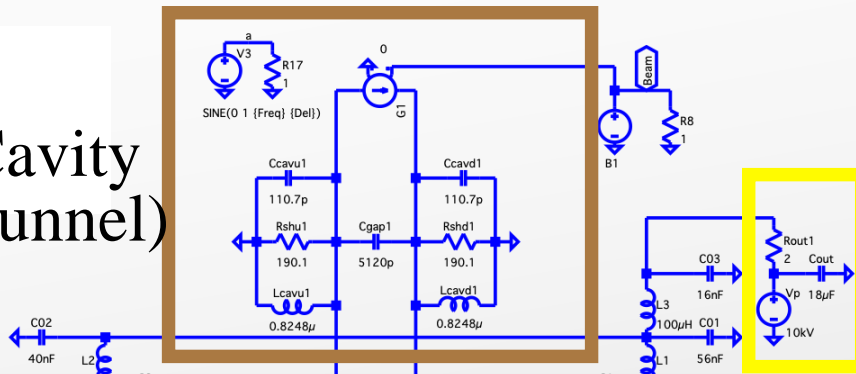 a
V3
R17
1
SINE(0 1 {Freq} {Del})
0
G1
Beam
R8
1
B1
Cavity
unnel)
Ccavu1
110.7p
Ccavd1
110.7p
Rshu1
190.1
Cgap1
5120p
Rshd1
190.1
Lcavu1
0.8248µ
Lcavd1
0.8248µ
Rout1
2
Cout
18µF
Vp
10kV
C03
16nF
L3
100µH
C01
56nF
L1
C02
40nF
L2